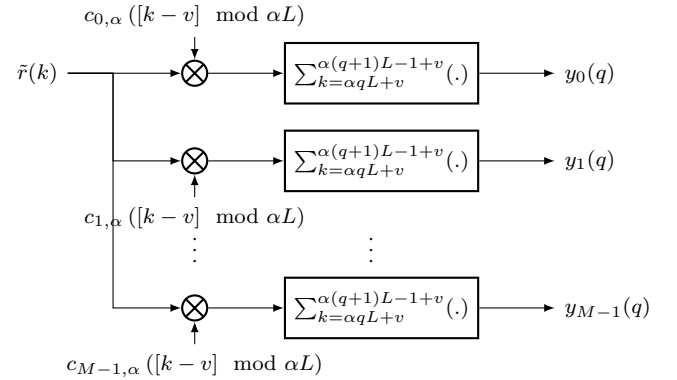 c_{0,α} ([k − v] mod αL)
r̃(k) ∑_{k=αqL+v}^{α(q+1)L−1+v}(.) y_0(q)
∑_{k=αqL+v}^{α(q+1)L−1+v}(.) y_1(q)
c_{1,α} ([k − v] mod αL)
⋮ ⋮
∑_{k=αqL+v}^{α(q+1)L−1+v}(.) y_{M−1}(q)
c_{M−1,α} ([k − v] mod αL)